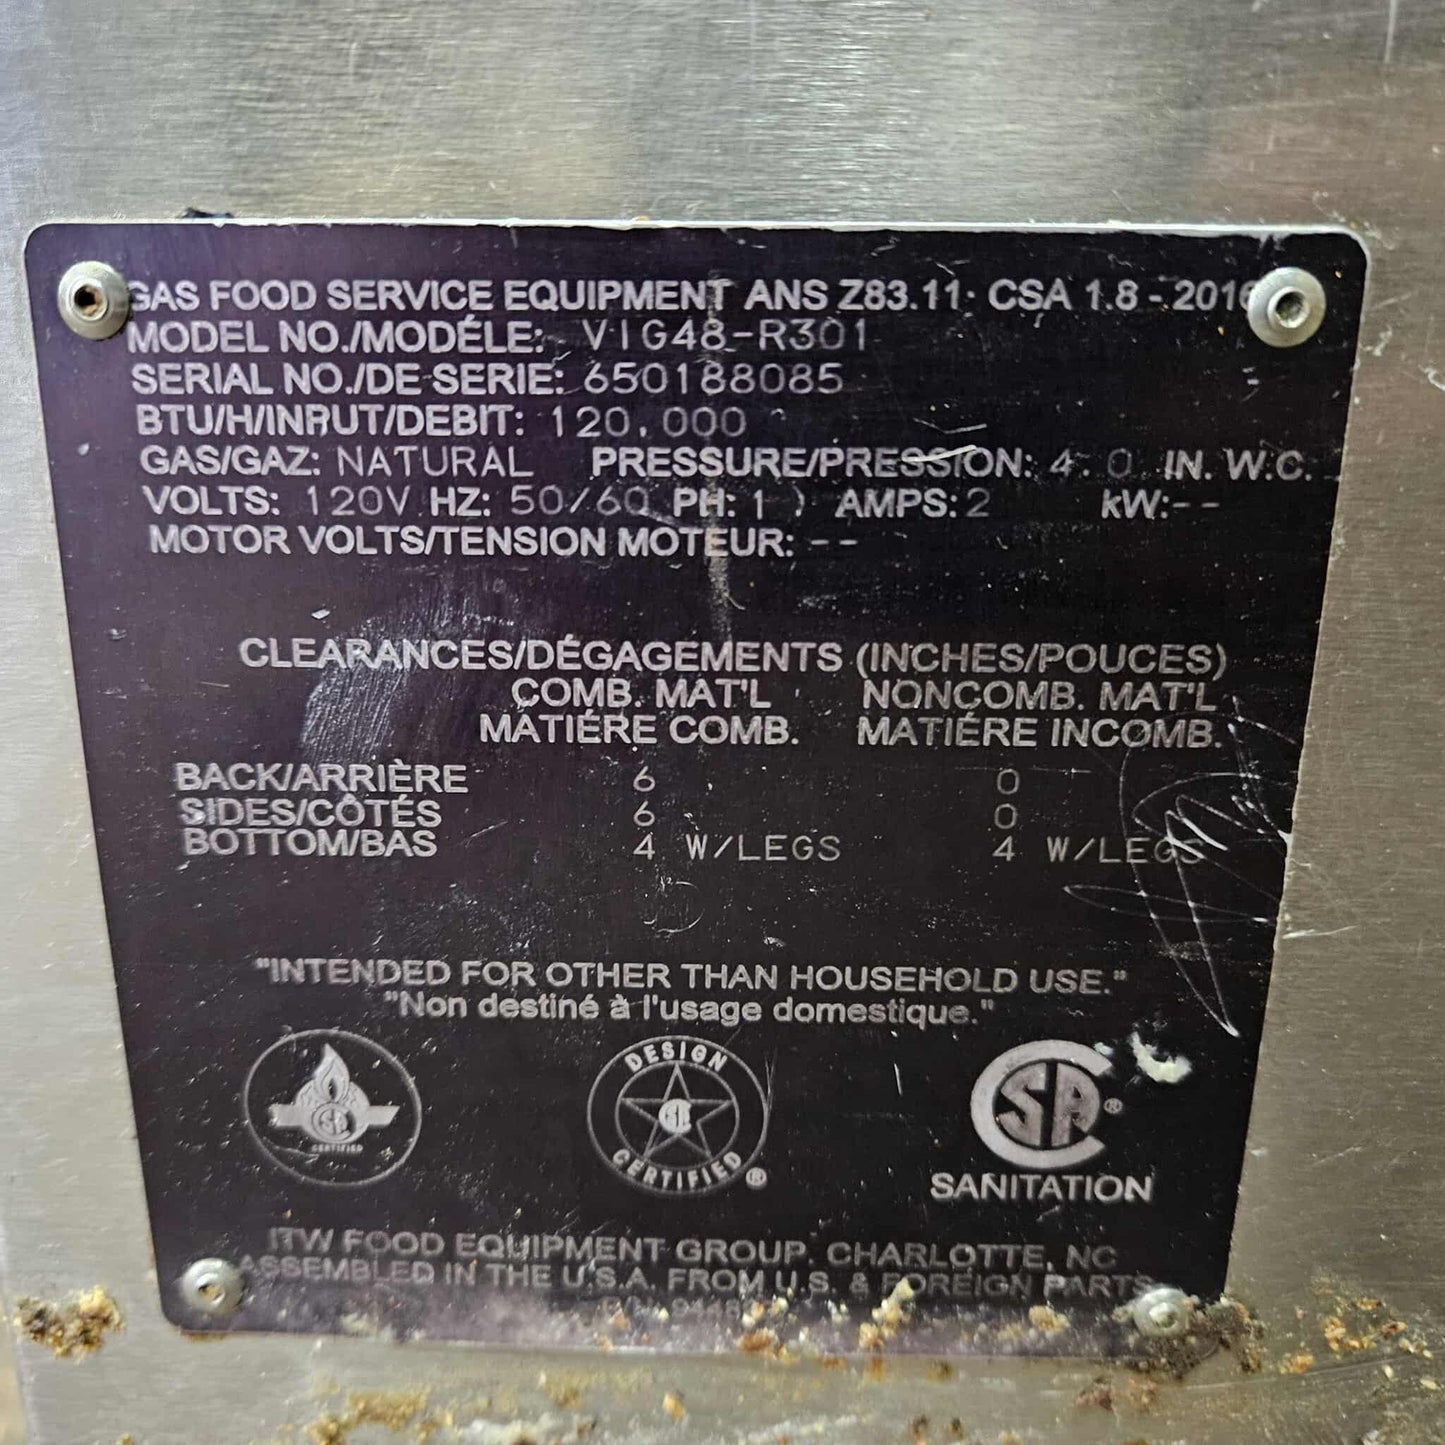 GAS FOOD SERVICE EQUIPMENT ANS Z83.11· CSA 1.8 - 2016
MODEL NO./MODÉLE: VIG48-R301
SERIAL NO./DE SERIE: 650188085
BTU/H/INPUT/DEBIT: 120,000
GAS/GAZ: NATURAL PRESSURE/PRESSION: 4.0 IN. W.C.
VOLTS: 120V HZ: 50/60 PH: 1 AMPS: 2 kW:--
MOTOR VOLTS/TENSION MOTEUR: --
CLEARANCES/DÉGAGEMENTS (INCHES/POUCES)
COMB. MAT'L NONCOMB. MAT'L
MATIÉRE COMB. MATIÉRE INCOMB.
BACK/ARRIÈRE 6 0
SIDES/CÔTÉS 6 0
BOTTOM/BAS 4 W/LEGS 4 W/LEGS
"INTENDED FOR OTHER THAN HOUSEHOLD USE."
"Non destiné à l'usage domestique."
CERTIFIED
DESIGN
CERTIFIED ®
SA ®
SANITATION
ITW FOOD EQUIPMENT GROUP. CHARLOTTE, NC
ASSEMBLED IN THE U.S.A. FROM U.S. & FOREIGN PARTS